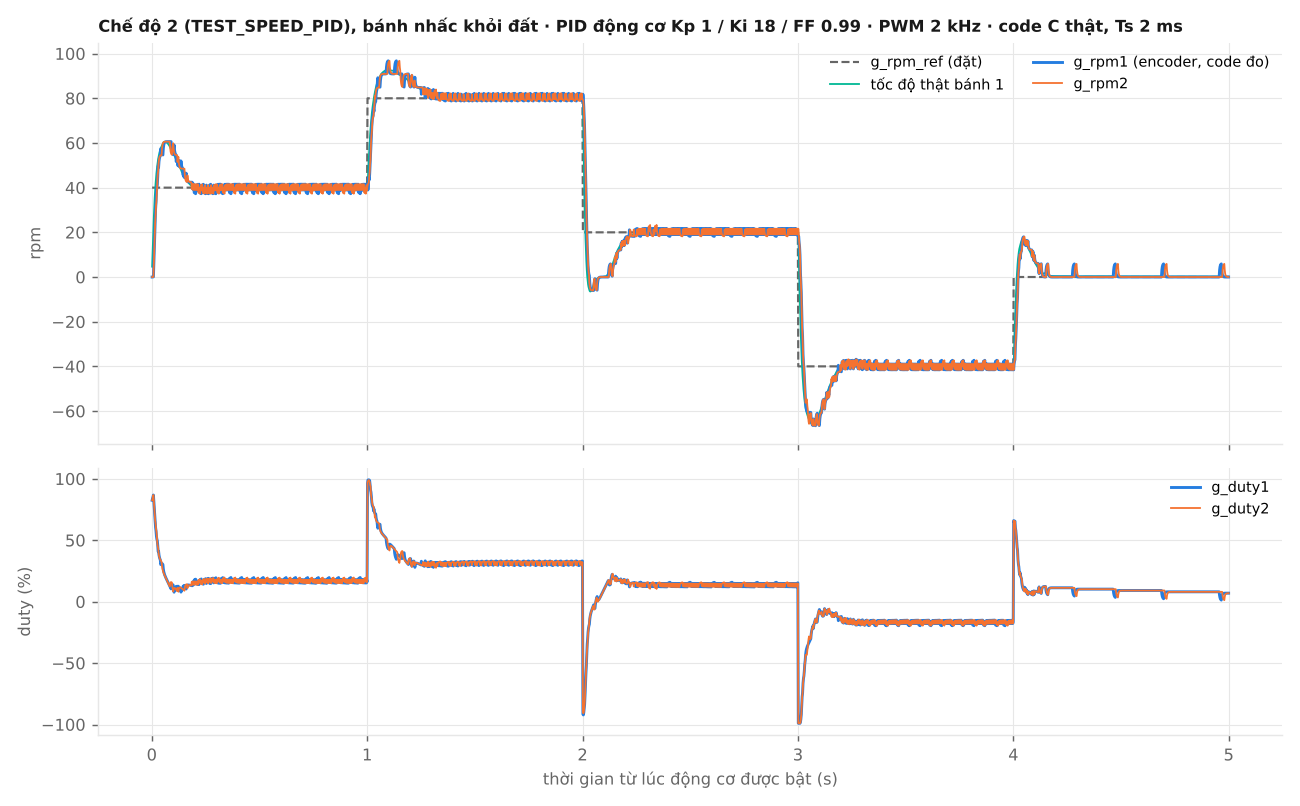 Chế độ 2 (TEST_SPEED_PID), bánh nhấc khỏi đất · PID động cơ Kp 1 / Ki 18 / FF 0.99 · PWM 2 kHz · code C thật, Ts 2 ms
g_rpm_ref (đặt)
g_rpm1 (encoder, code đo)
tốc độ thật bánh 1
g_rpm2
100
80
60
40
20
0
−20
−40
−60
rpm
g_duty1
g_duty2
100
50
0
−50
−100
duty (%)
0 1 2 3 4 5
thời gian từ lúc động cơ được bật (s)